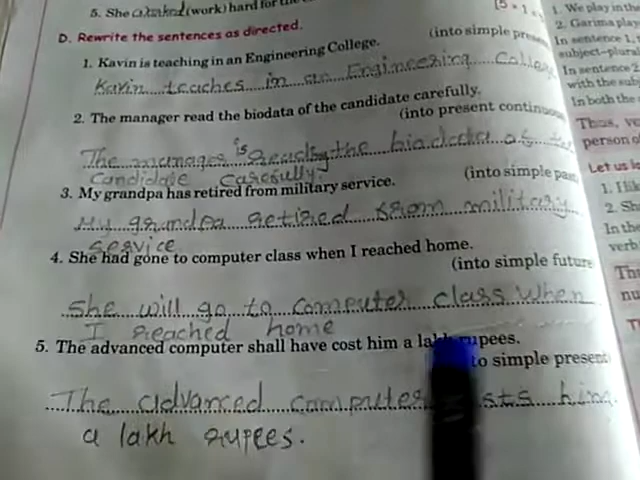 5. She (work) hard for the
[5 × 1
D. Rewrite the sentences as directed.
1. Kavin is teaching in an Engineering College.
(into simple present
Kavin teaches in an Engineering College
2. The manager read the biodata of the candidate carefully.
(into present continuous
The manager is reading the biodata of the
candidate carefully.
3. My grandpa has retired from military service.
(into simple past
My grandpa retired from military
service
4. She had gone to computer class when I reached home.
(into simple future
She will go to computer class when
I reached home
5. The advanced computer shall have cost him a lakh rupees.
to simple present
The advanced computer costs him
a lakh rupees.
1. We play in the
2. Garima play
In sentence 1,
subject-plural
In sentence 2
with the subj
In both the
Thus, ve
person of
Let us k
1. I
2. Sh
In the
verb